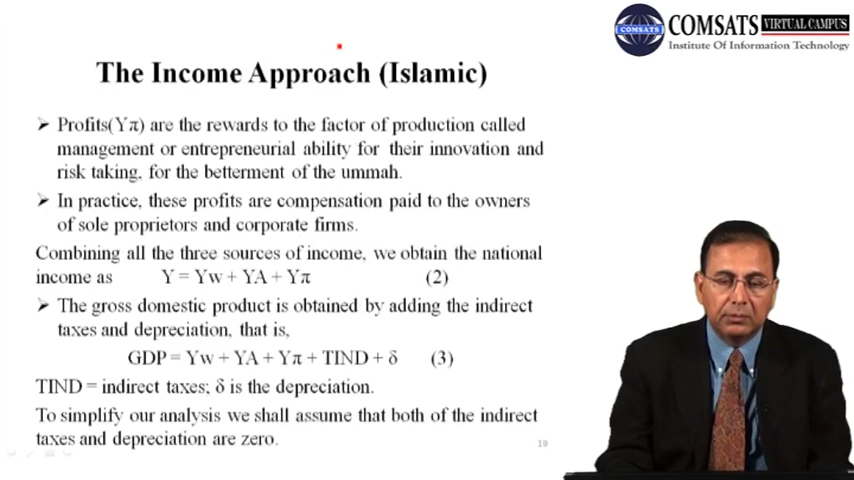 COMSATS VIRTUAL CAMPUS
COMSATS
Institute Of Information Technology
The Income Approach (Islamic)
➢ Profits(Yπ) are the rewards to the factor of production called
management or entrepreneurial ability for their innovation and
risk taking, for the betterment of the ummah.
➢ In practice, these profits are compensation paid to the owners
of sole proprietors and corporate firms.
Combining all the three sources of income, we obtain the national
income as Y = Yw + YA + Yπ (2)
➢ The gross domestic product is obtained by adding the indirect
taxes and depreciation, that is,
GDP = Yw + YA + Yπ + TIND + δ (3)
TIND = indirect taxes; δ is the depreciation.
To simplify our analysis we shall assume that both of the indirect
taxes and depreciation are zero.
19